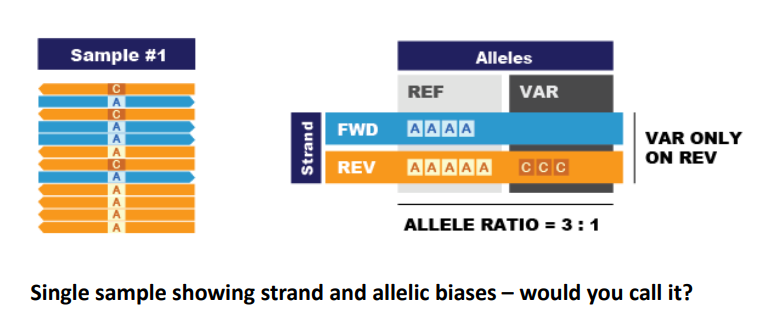 Sample #1
C
A
C
A
A
A
C
A
A
A
A
A
Alleles
REF VAR
Strand
FWD AAAA
REV AAAAA CCC
VAR ONLY
ON REV
ALLELE RATIO = 3 : 1
Single sample showing strand and allelic biases – would you call it?